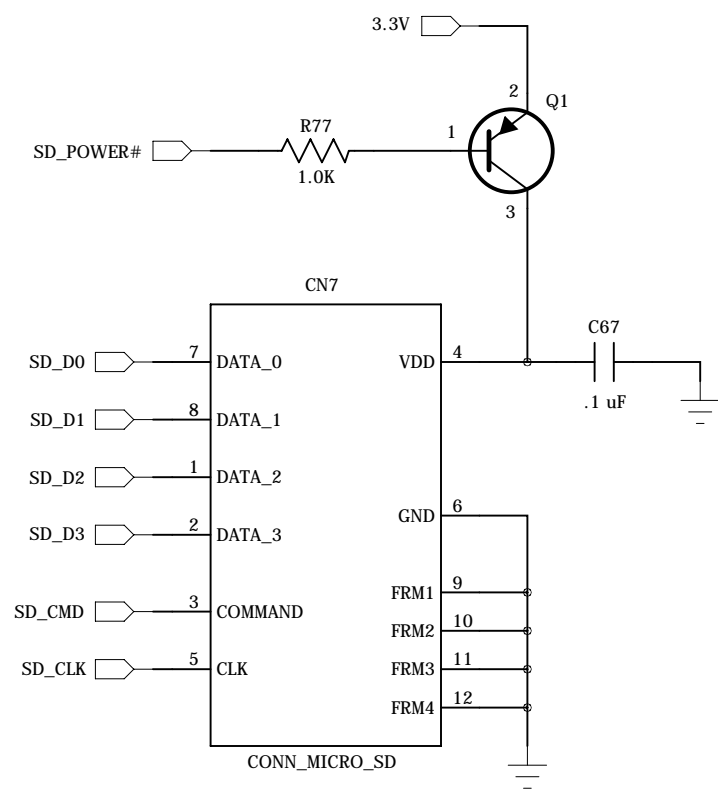 3.3V
2
Q1
R77
1
SD_POWER#
1.0K
3
CN7
C67
SD_D0
7
DATA_0
VDD
4
.1 uF
SD_D1
8
DATA_1
SD_D2
1
DATA_2
GND
6
SD_D3
2
DATA_3
FRM1
9
SD_CMD
3
COMMAND
FRM2
10
SD_CLK
5
CLK
FRM3
11
FRM4
12
CONN_MICRO_SD